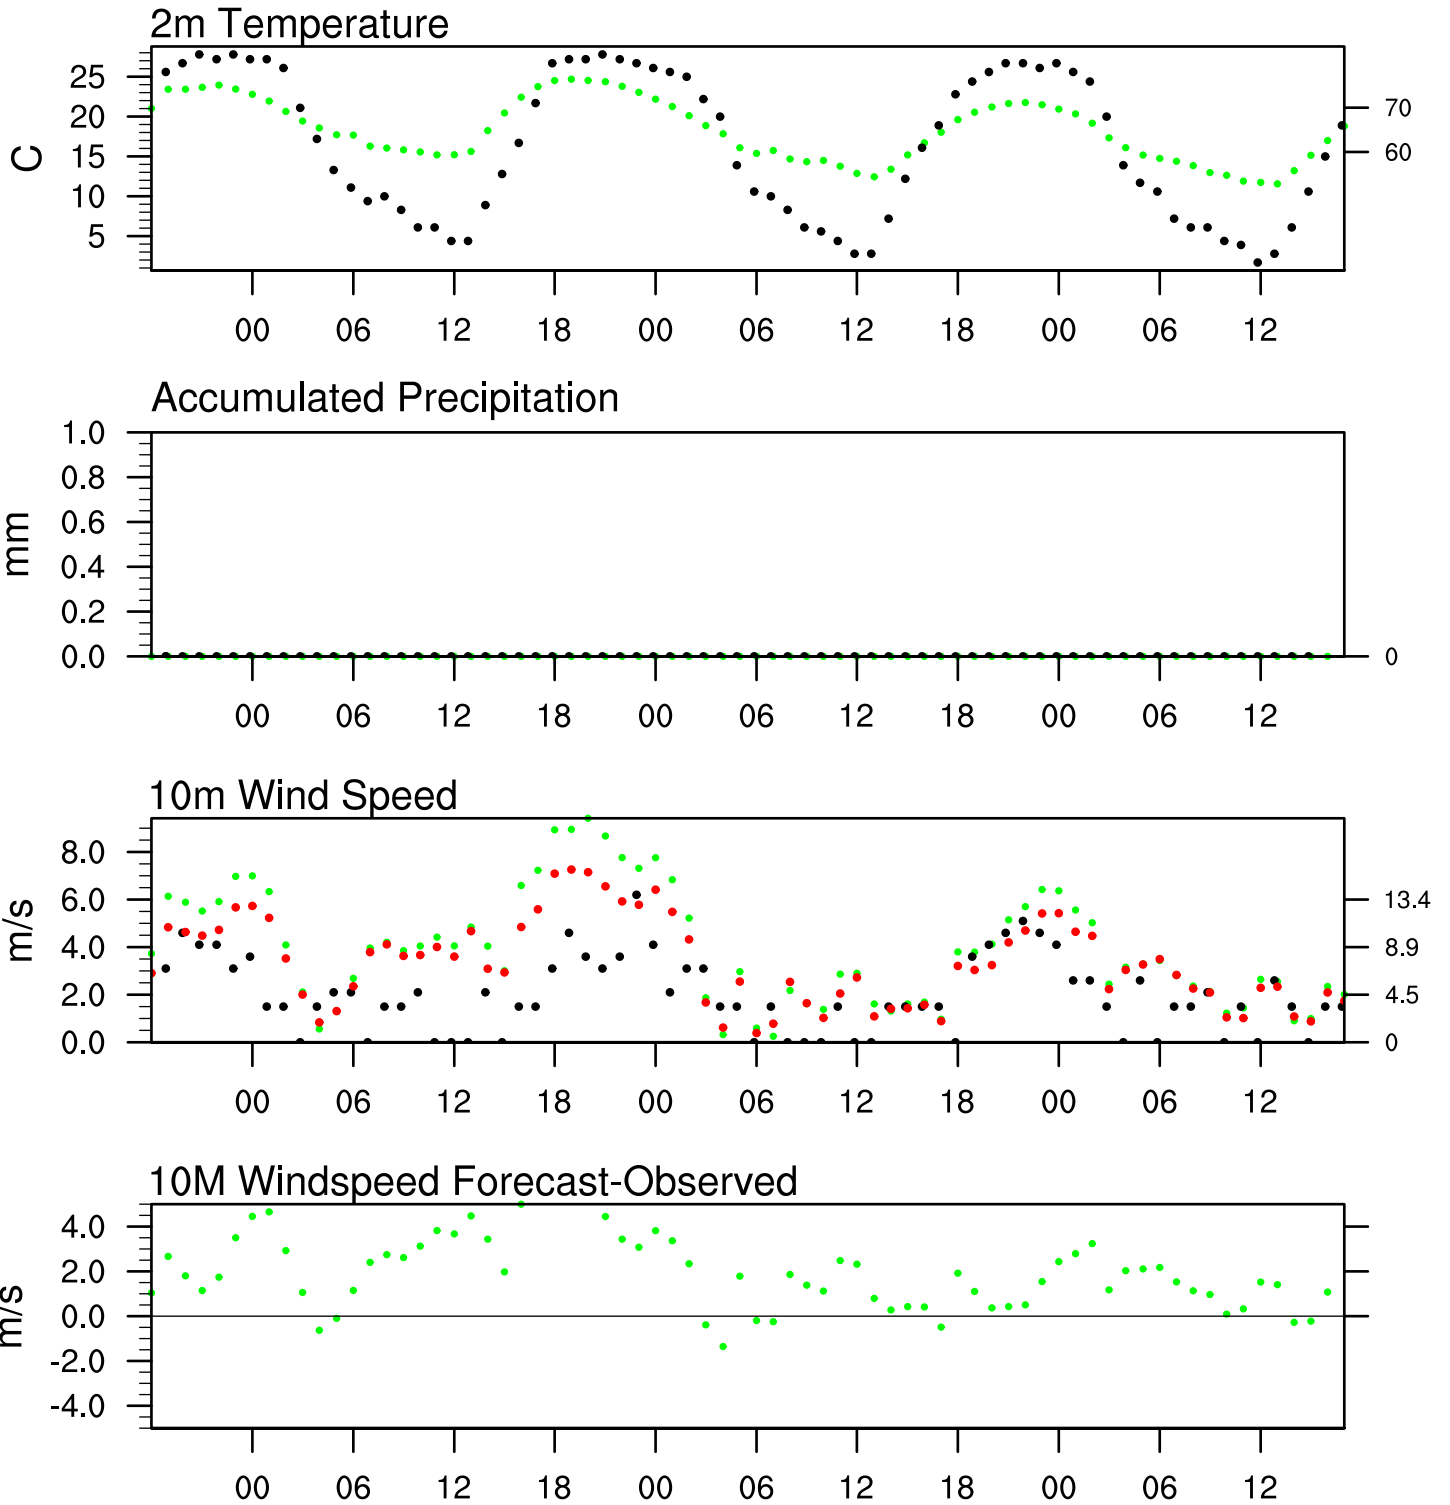 2m Temperature
25
20
15
10
5
C
70
60
00 06 12 18 00 06 12 18 00 06 12
Accumulated Precipitation
1.0
0.8
0.6
0.4
0.2
0.0
mm
0
00 06 12 18 00 06 12 18 00 06 12
10m Wind Speed
8.0
6.0
4.0
2.0
0.0
m/s
13.4
8.9
4.5
0
00 06 12 18 00 06 12 18 00 06 12
10M Windspeed Forecast-Observed
4.0
2.0
0.0
-2.0
-4.0
m/s
00 06 12 18 00 06 12 18 00 06 12